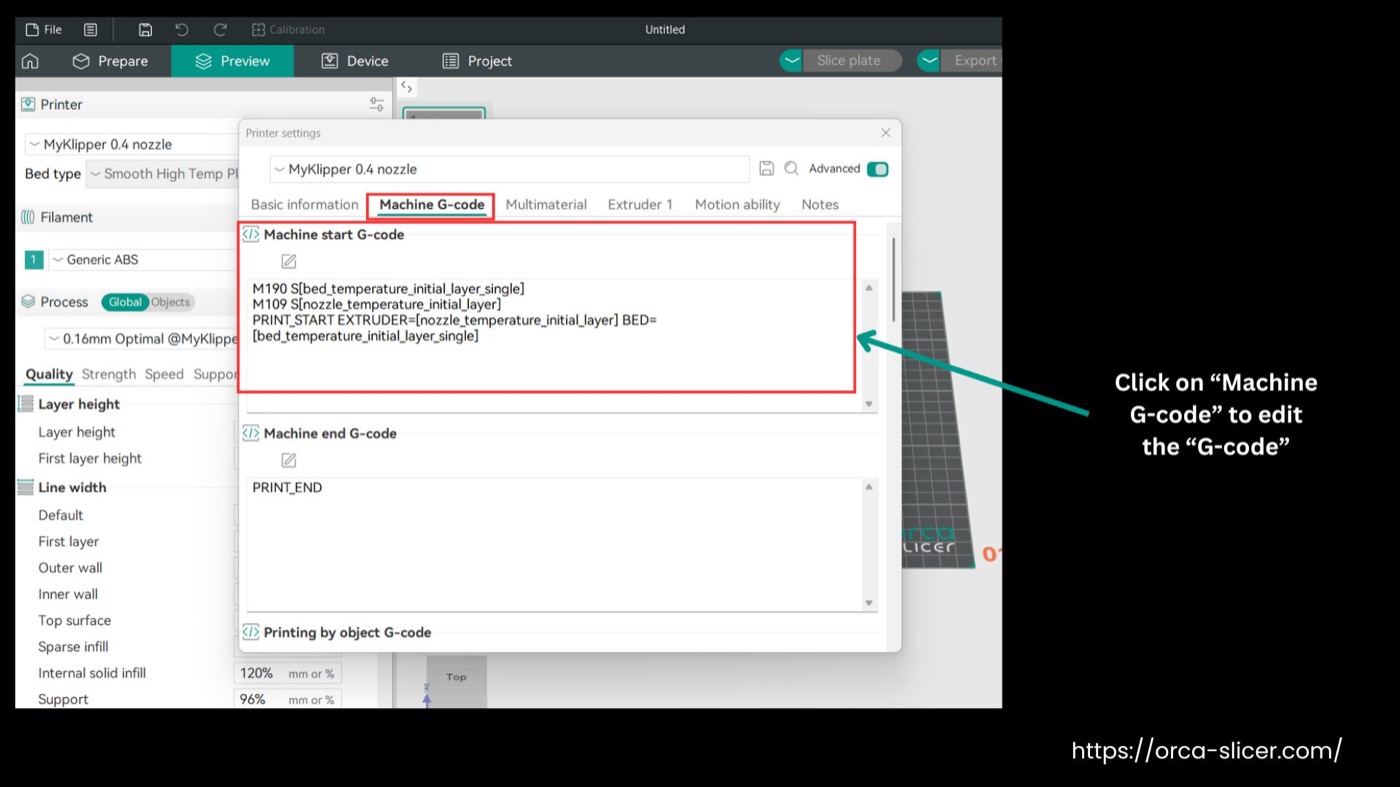 File
Calibration
Untitled
Prepare
Preview
Device
Project
Slice plate
Export
Printer
MyKlipper 0.4 nozzle
Bed type
Smooth High Temp Pl
Filament
1
Generic ABS
Process
Global
Objects
0.16mm Optimal @MyKlippe
Quality
Strength
Speed
Suppor
Layer height
Layer height
First layer height
Line width
Default
First layer
Outer wall
Inner wall
Top surface
Sparse infill
Internal solid infill
120%
mm or %
Support
96%
mm or %
Printer settings
MyKlipper 0.4 nozzle
Advanced
Basic information
Machine G-code
Multimaterial
Extruder 1
Motion ability
Notes
Machine start G-code
M190 S[bed_temperature_initial_layer_single]
M109 S[nozzle_temperature_initial_layer]
PRINT_START EXTRUDER=[nozzle_temperature_initial_layer] BED=
[bed_temperature_initial_layer_single]
Machine end G-code
PRINT_END
Printing by object G-code
Top
Z
orca
LICER
Click on “Machine
G-code” to edit
the “G-code”
https://orca-slicer.com/